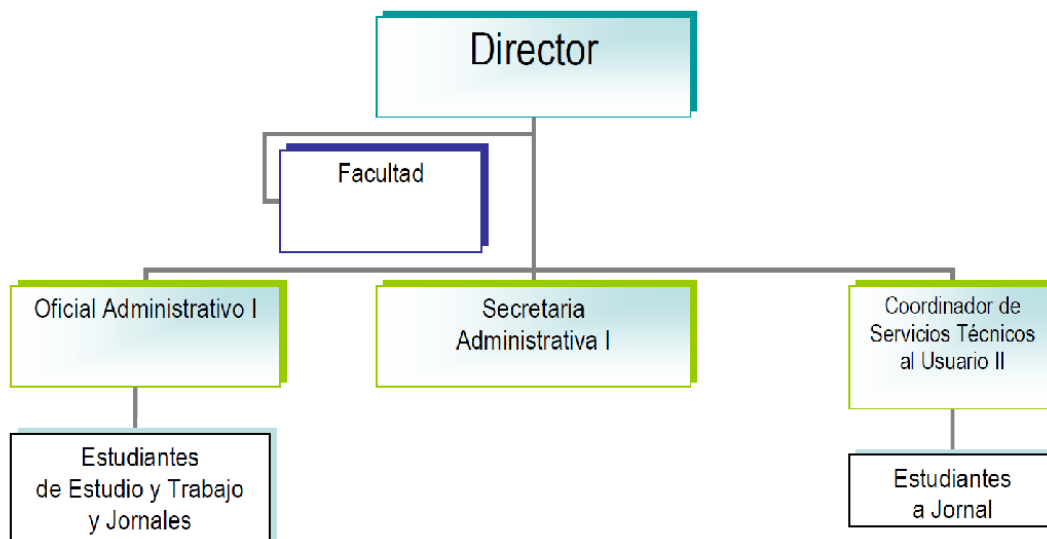 Director
Facultad
Oficial Administrativo I
Secretaria
Administrativa I
Coordinador de
Servicios Técnicos
al Usuario II
Estudiantes
de Estudio y Trabajo
y Jornales
Estudiantes
a Jornal